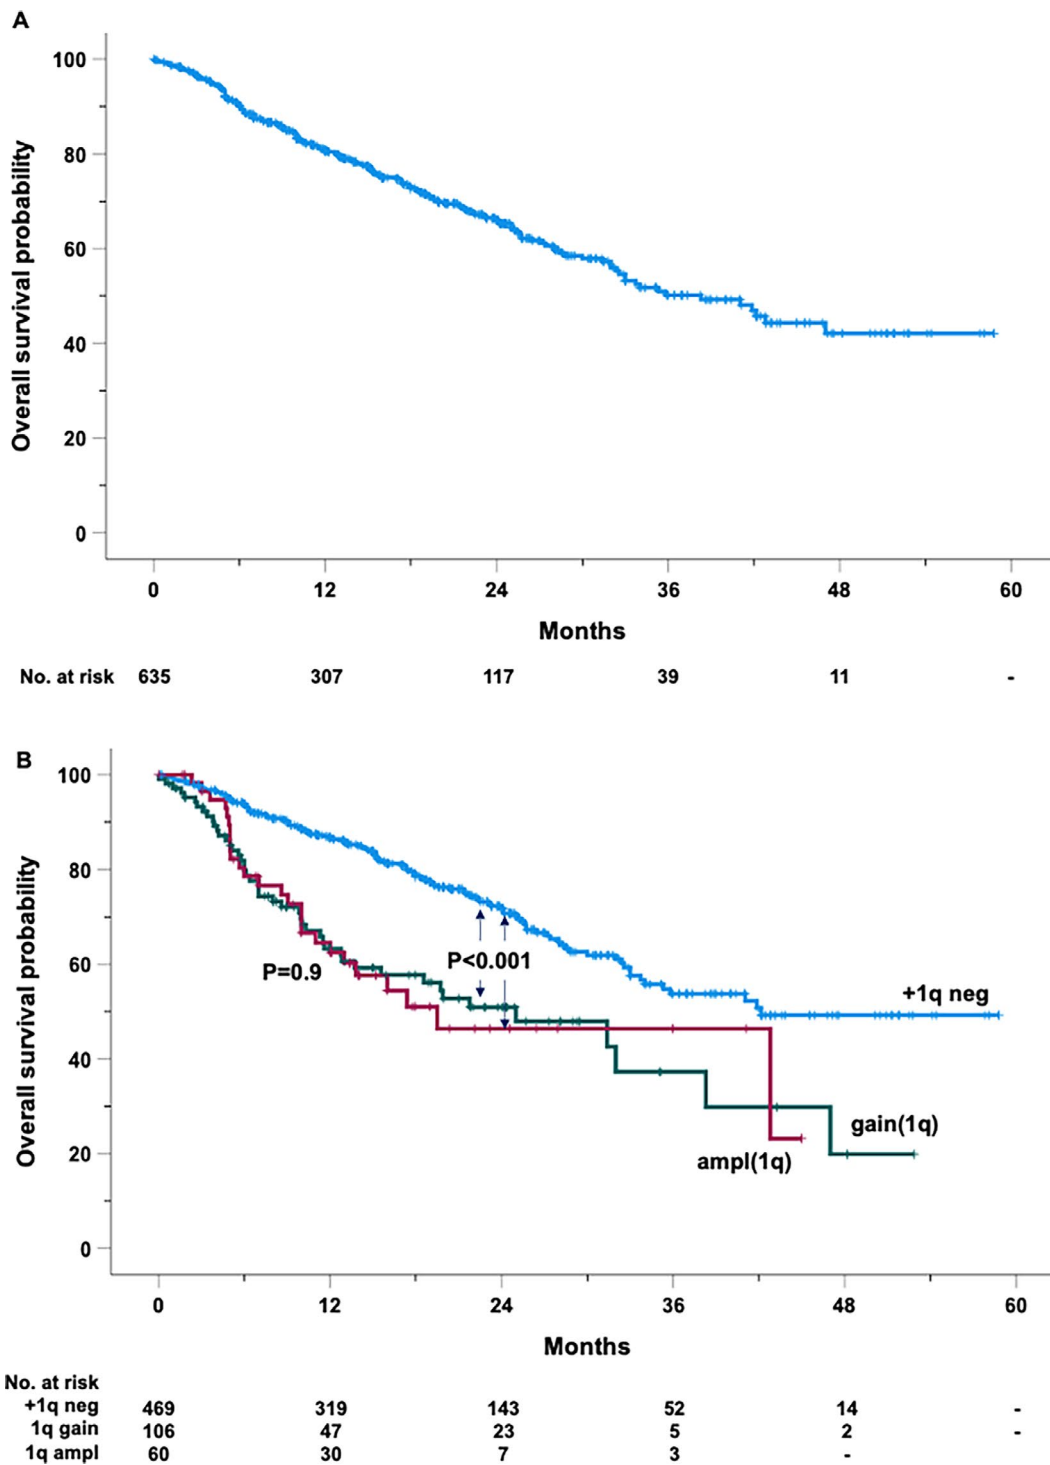 A
100
80
60
40
20
0
Overall survival probability
0 12 24 36 48 60
Months
No. at risk 635 307 117 39 11 -
B
100
80
60
40
20
0
Overall survival probability
P<0.001
P=0.9
+1q neg
gain(1q)
ampl(1q)
0 12 24 36 48 60
Months
No. at risk
+1q neg 469 319 143 52 14 -
1q gain 106 47 23 5 2 -
1q ampl 60 30 7 3 -